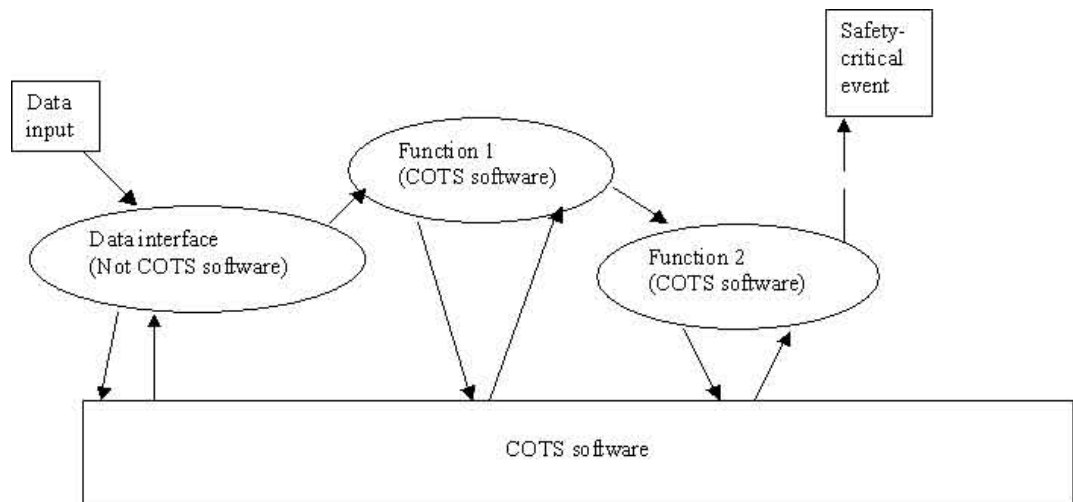 Data
input
Data interface
(Not COTS software)
Function 1
(COTS software)
Function 2
(COTS software)
Safety-
critical
event
COTS software